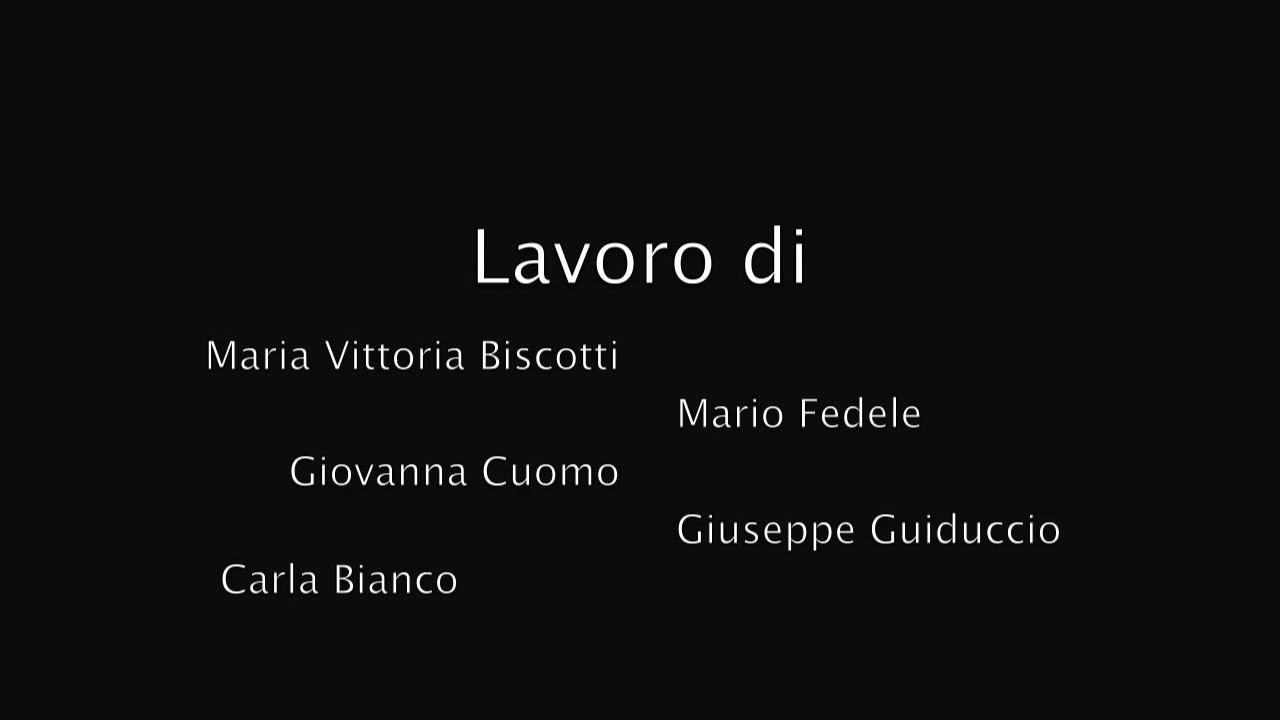 Lavoro di
Maria Vittoria Biscotti
Mario Fedele
Giovanna Cuomo
Giuseppe Guiduccio
Carla Bianco